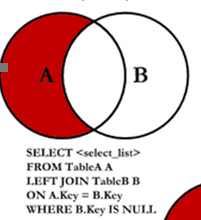 A B
SELECT <select_list>
FROM TableA A
LEFT JOIN TableB B
ON A.Key = B.Key
WHERE B.Key IS NULL